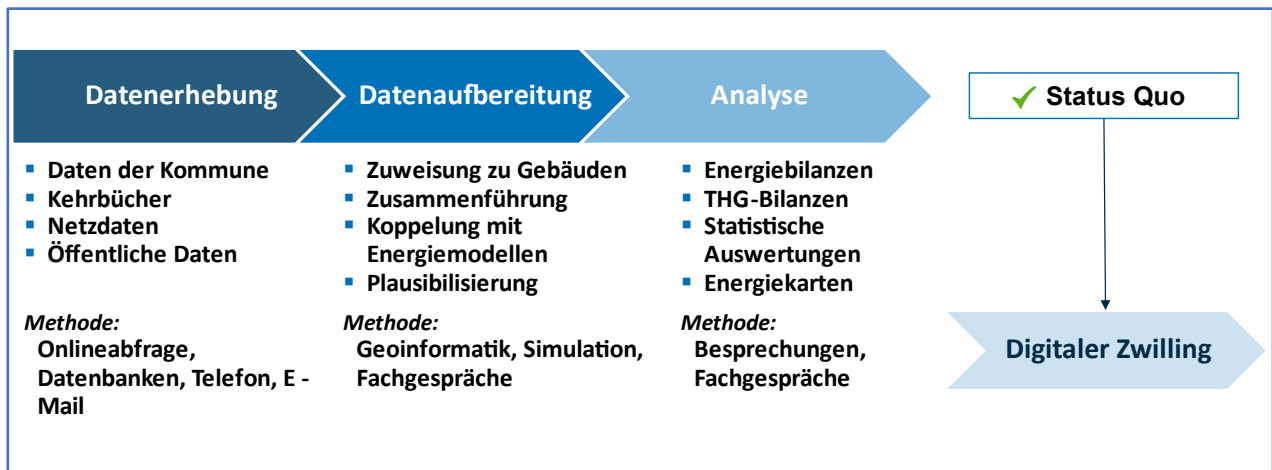 Datenerhebung
Daten der Kommune
Kehrbücher
Netzdaten
Öffentliche Daten
Methode:
Onlineabfrage,
Datenbanken, Telefon, E -
Mail
Datenaufbereitung
Zuweisung zu Gebäuden
Zusammenführung
Koppelung mit
Energiemodellen
Plausibilisierung
Methode:
Geoinformatik, Simulation,
Fachgespräche
Analyse
Energiebilanzen
THG-Bilanzen
Statistische
Auswertungen
Energiekarten
Methode:
Besprechungen,
Fachgespräche
Status Quo
Digitaler Zwilling